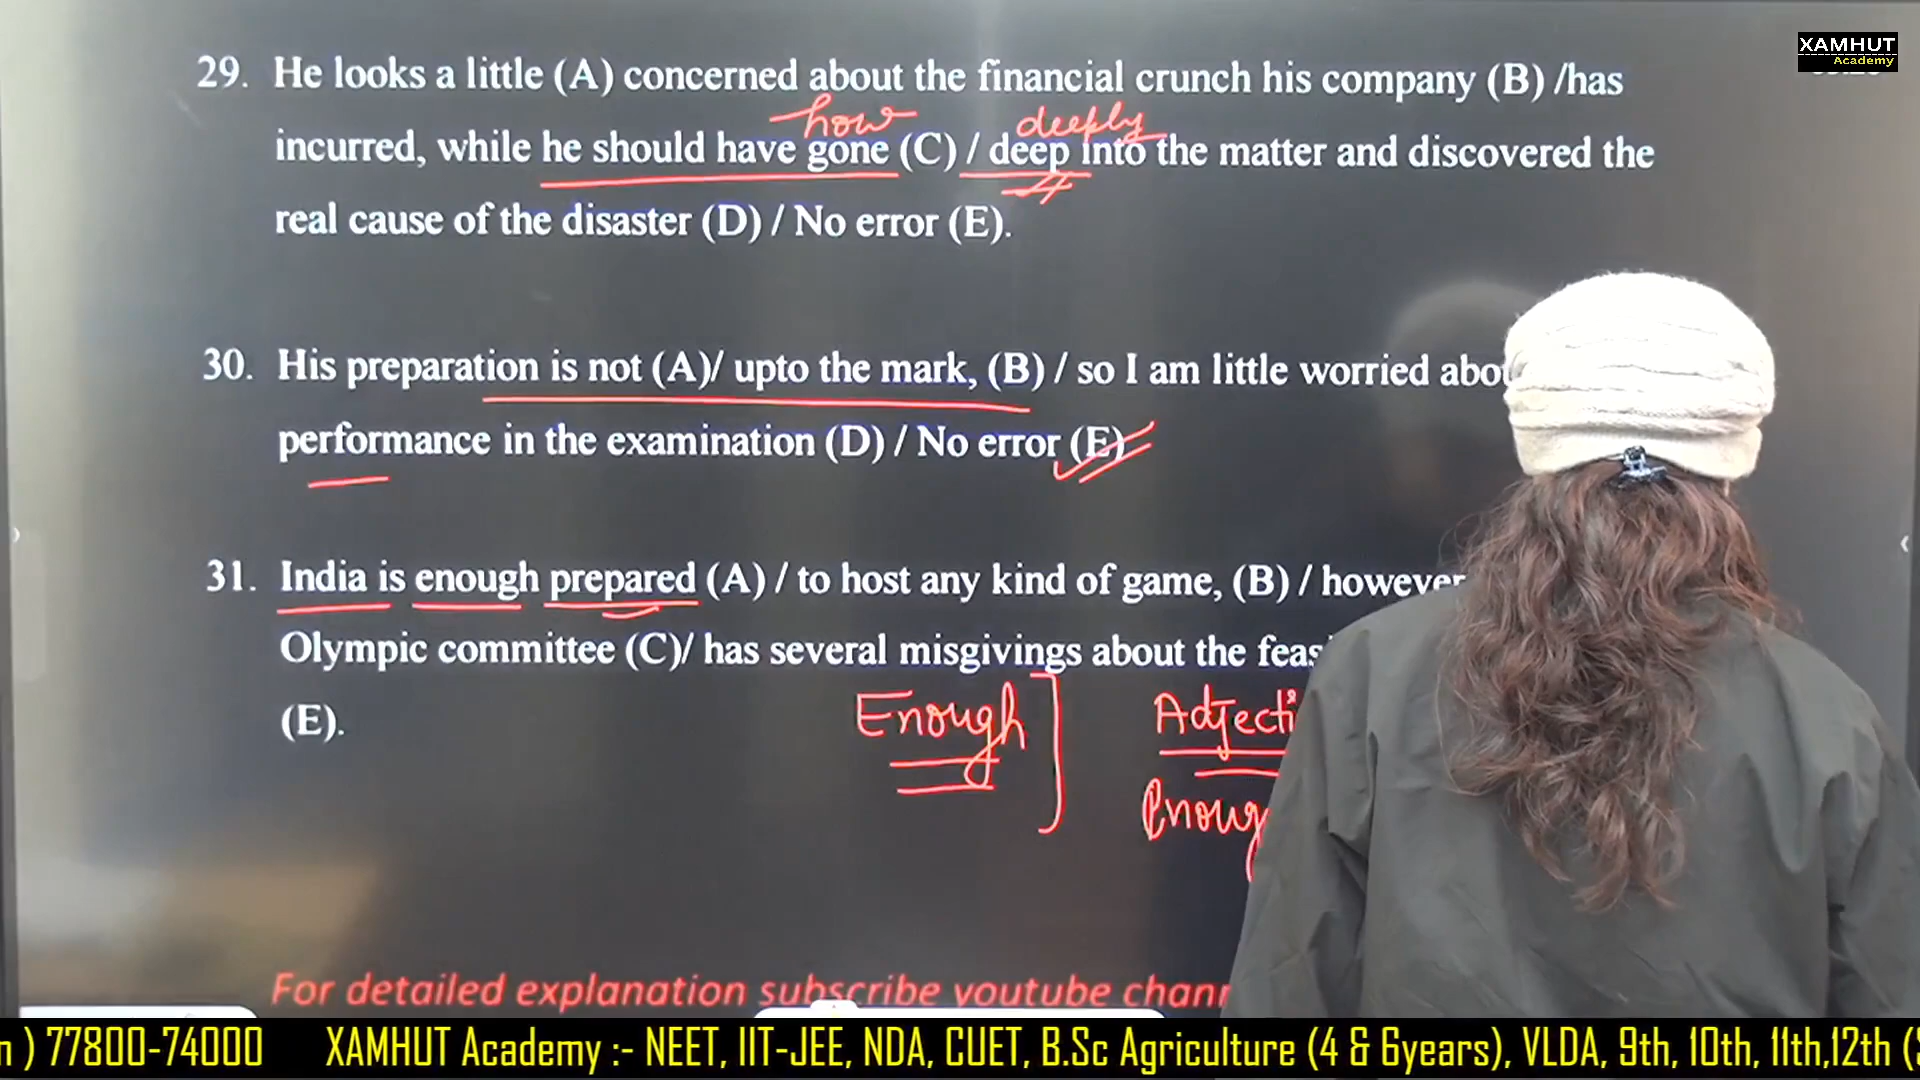 XAMHUT
Academy
29. He looks a little (A) concerned about the financial crunch his company (B) /has
how deeply
incurred, while he should have gone (C) / deep into the matter and discovered the
real cause of the disaster (D) / No error (E).
30. His preparation is not (A)/ upto the mark, (B) / so I am little worried
performance in the examination (D) / No error (E)
31. India is enough prepared (A) / to host any kind of game, (B) / however
Olympic committee (C)/ has several misgivings about the
(E).
Enough
For detailed explanation subscribe youtube
77800-74000 XAMHUT Academy :- NEET, IIT-JEE, NDA, CUET, B.Sc Agriculture (4 & 6years), VLDA, 9th, 10th, 11th,12th